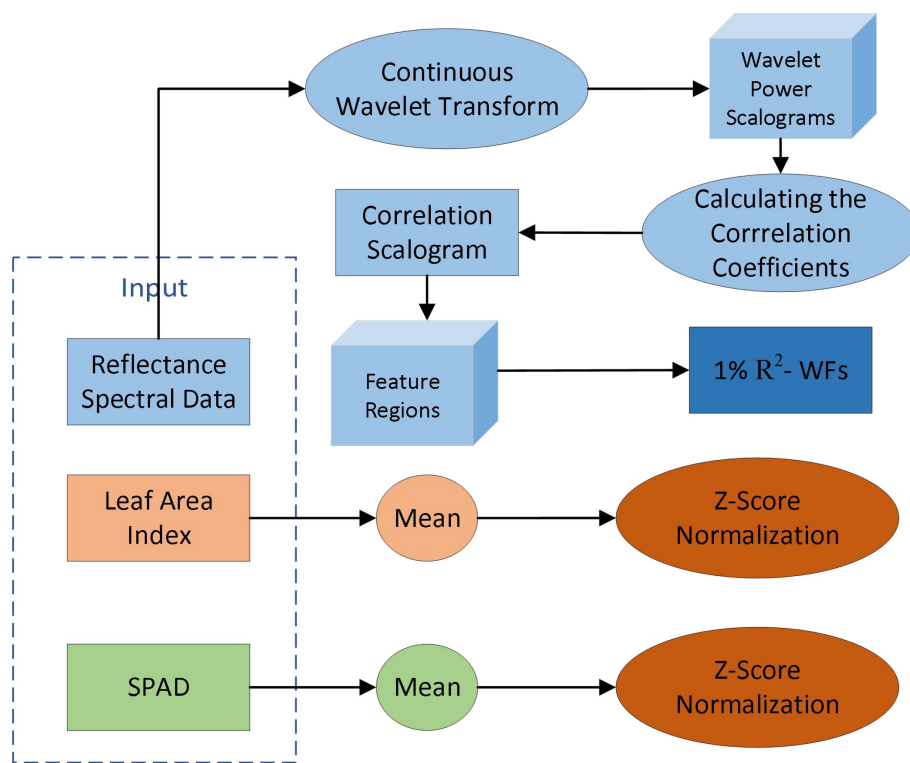 Continuous
Wavelet Transform
Wavelet
Power
Scalograms
Calculating the
Corrrelation
Coefficients
Correlation
Scalogram
Input
Reflectance
Spectral Data
Feature
Regions
1% R²- WFs
Leaf Area
Index
Mean
Z-Score
Normalization
SPAD
Mean
Z-Score
Normalization